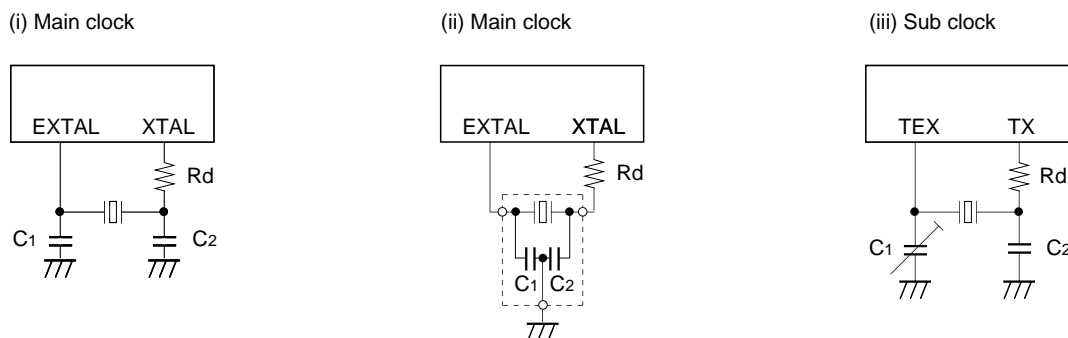 (i) Main clock
EXTAL XTAL
Rd
C1 C2
(ii) Main clock
EXTAL XTAL
Rd
C1 C2
(iii) Sub clock
TEX TX
Rd
C1 C2